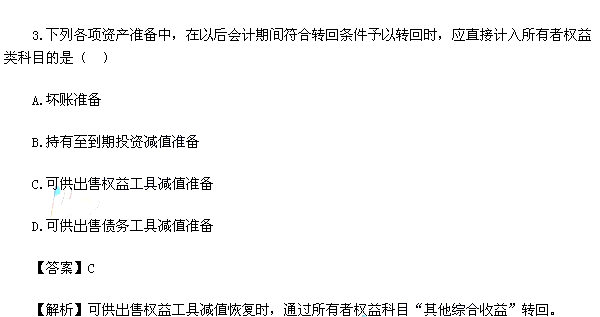 3.下列各项资产准备中，在以后会计期间符合转回条件予以转回时，应直接计入所有者权益
类科目的是（ ）
A.坏账准备
B.持有至到期投资减值准备
C.可供出售权益工具减值准备
D.可供出售债务工具减值准备
【答案】C
【解析】可供出售权益工具减值恢复时，通过所有者权益科目“其他综合收益”转回。